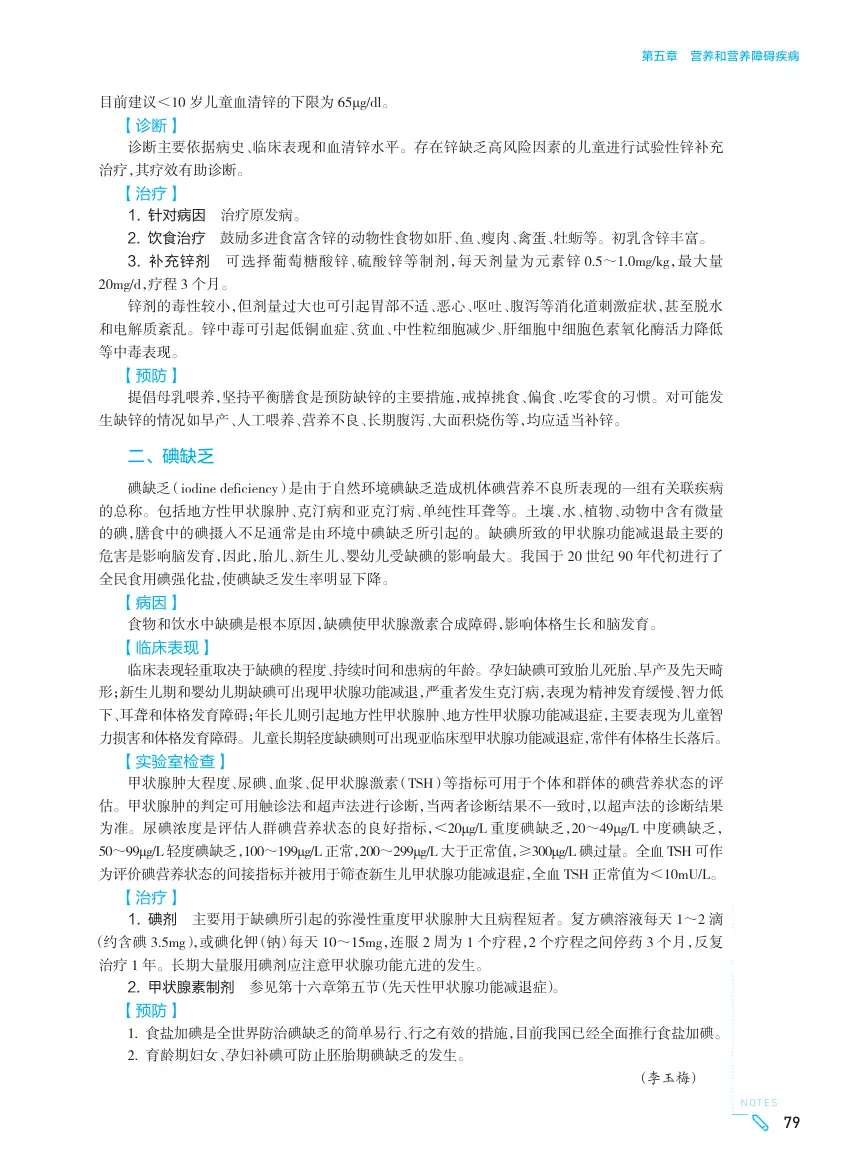 第五章 营养和营养障碍疾病
目前建议＜10 岁儿童血清锌的下限为 65μg/dl。
【诊断】
诊断主要依据病史、临床表现和血清锌水平。存在锌缺乏高风险因素的儿童进行试验性锌补充
治疗，其疗效有助诊断。
【治疗】
1. 针对病因 治疗原发病。
2. 饮食治疗 鼓励多进食富含锌的动物性食物如肝、鱼、瘦肉、禽蛋、牡蛎等。初乳含锌丰富。
3. 补充锌剂 可选择葡萄糖酸锌、硫酸锌等制剂，每天剂量为元素锌 0.5～1.0mg/kg，最大量
20mg/d，疗程 3 个月。
锌剂的毒性较小，但剂量过大也可引起胃部不适、恶心、呕吐、腹泻等消化道刺激症状，甚至脱水
和电解质紊乱。锌中毒可引起低铜血症、贫血、中性粒细胞减少、肝细胞中细胞色素氧化酶活力降低
等中毒表现。
【预防】
提倡母乳喂养，坚持平衡膳食是预防缺锌的主要措施，戒掉挑食、偏食、吃零食的习惯。对可能发
生缺锌的情况如早产、人工喂养、营养不良、长期腹泻、大面积烧伤等，均应适当补锌。
二、碘缺乏
碘缺乏（iodine deficiency）是由于自然环境碘缺乏造成机体碘营养不良所表现的一组有关联疾病
的总称。包括地方性甲状腺肿、克汀病和亚克汀病、单纯性耳聋等。土壤、水、植物、动物中含有微量
的碘，膳食中的碘摄入不足通常是由环境中碘缺乏所引起的。缺碘所致的甲状腺功能减退最主要的
危害是影响脑发育，因此，胎儿、新生儿、婴幼儿受缺碘的影响最大。我国于 20 世纪 90 年代初进行了
全民食用碘强化盐，使碘缺乏发生率明显下降。
【病因】
食物和饮水中缺碘是根本原因，缺碘使甲状腺激素合成障碍，影响体格生长和脑发育。
【临床表现】
临床表现轻重取决于缺碘的程度、持续时间和患病的年龄。孕妇缺碘可致胎儿死胎、早产及先天畸
形；新生儿期和婴幼儿期缺碘可出现甲状腺功能减退，严重者发生克汀病，表现为精神发育缓慢、智力低
下、耳聋和体格发育障碍；年长儿则引起地方性甲状腺肿、地方性甲状腺功能减退症，主要表现为儿童智
力损害和体格发育障碍。儿童长期轻度缺碘则可出现亚临床型甲状腺功能减退症，常伴有体格生长落后。
【实验室检查】
甲状腺肿大程度、尿碘、血浆、促甲状腺激素（TSH）等指标可用于个体和群体的碘营养状态的评
估。甲状腺肿的判定可用触诊法和超声法进行诊断，当两者诊断结果不一致时，以超声法的诊断结果
为准。尿碘浓度是评估人群碘营养状态的良好指标，＜20μg/L 重度碘缺乏，20～49μg/L 中度碘缺乏，
50～99μg/L 轻度碘缺乏，100～199μg/L 正常，200～299μg/L 大于正常值，≥300μg/L 碘过量。全血 TSH 可作
为评价碘营养状态的间接指标并被用于筛查新生儿甲状腺功能减退症，全血 TSH 正常值为＜10mU/L。
【治疗】
1. 碘剂 主要用于缺碘所引起的弥漫性重度甲状腺肿大且病程短者。复方碘溶液每天 1～2 滴
（约含碘 3.5mg），或碘化钾（钠）每天 10～15mg，连服 2 周为 1 个疗程，2 个疗程之间停药 3 个月，反复
治疗 1 年。长期大量服用碘剂应注意甲状腺功能亢进的发生。
2. 甲状腺素制剂 参见第十六章第五节（先天性甲状腺功能减退症）。
【预防】
1. 食盐加碘是全世界防治碘缺乏的简单易行、行之有效的措施，目前我国已经全面推行食盐加碘。
2. 育龄期妇女、孕妇补碘可防止胚胎期碘缺乏的发生。
（李玉梅）
NOTES
79